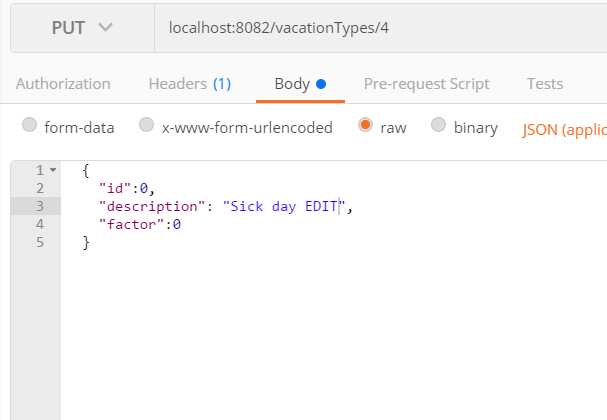 PUT localhost:8082/vacationTypes/4
Authorization Headers (1) Body Pre-request Script Tests
form-data x-www-form-urlencoded raw binary JSON (applic
1 {
2 "id":0,
3 "description": "Sick day EDIT",
4 "factor":0
5 }